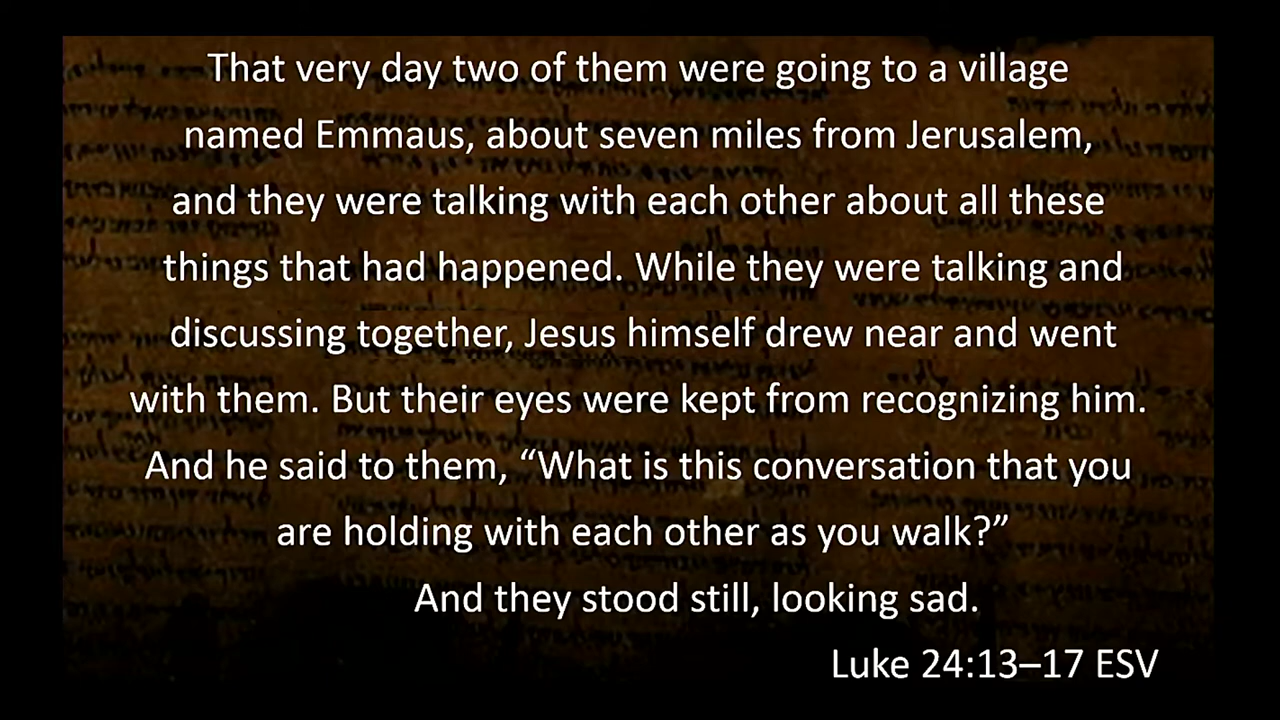 That very day two of them were going to a village
named Emmaus, about seven miles from Jerusalem,
and they were talking with each other about all these
things that had happened. While they were talking and
discussing together, Jesus himself drew near and went
with them. But their eyes were kept from recognizing him.
And he said to them, “What is this conversation that you
are holding with each other as you walk?”
And they stood still, looking sad.
Luke 24:13–17 ESV